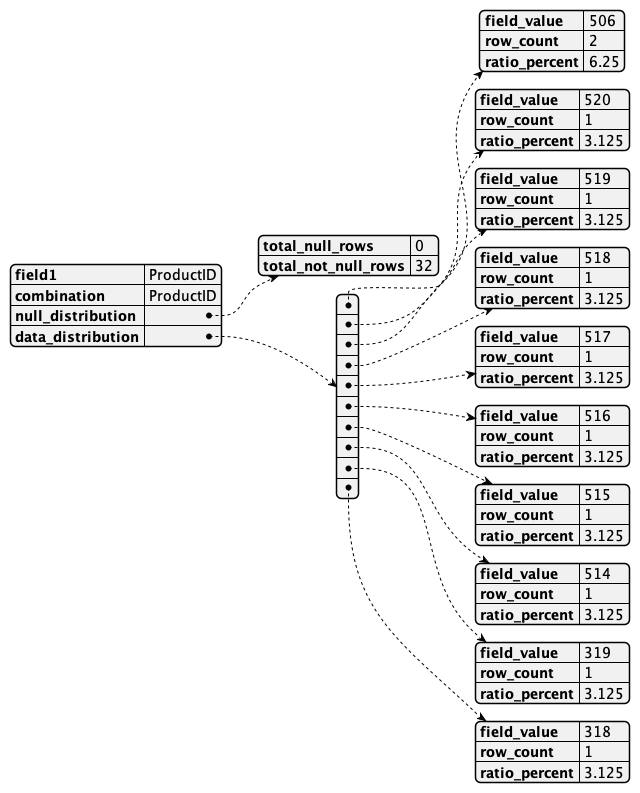 field_value 506
row_count 2
ratio_percent 6.25
field_value 520
row_count 1
ratio_percent 3.125
field_value 519
row_count 1
ratio_percent 3.125
total_null_rows 0
total_not_null_rows 32
field1 ProductID
combination ProductID
null_distribution
data_distribution
field_value 518
row_count 1
ratio_percent 3.125
field_value 517
row_count 1
ratio_percent 3.125
field_value 516
row_count 1
ratio_percent 3.125
field_value 515
row_count 1
ratio_percent 3.125
field_value 514
row_count 1
ratio_percent 3.125
field_value 319
row_count 1
ratio_percent 3.125
field_value 318
row_count 1
ratio_percent 3.125